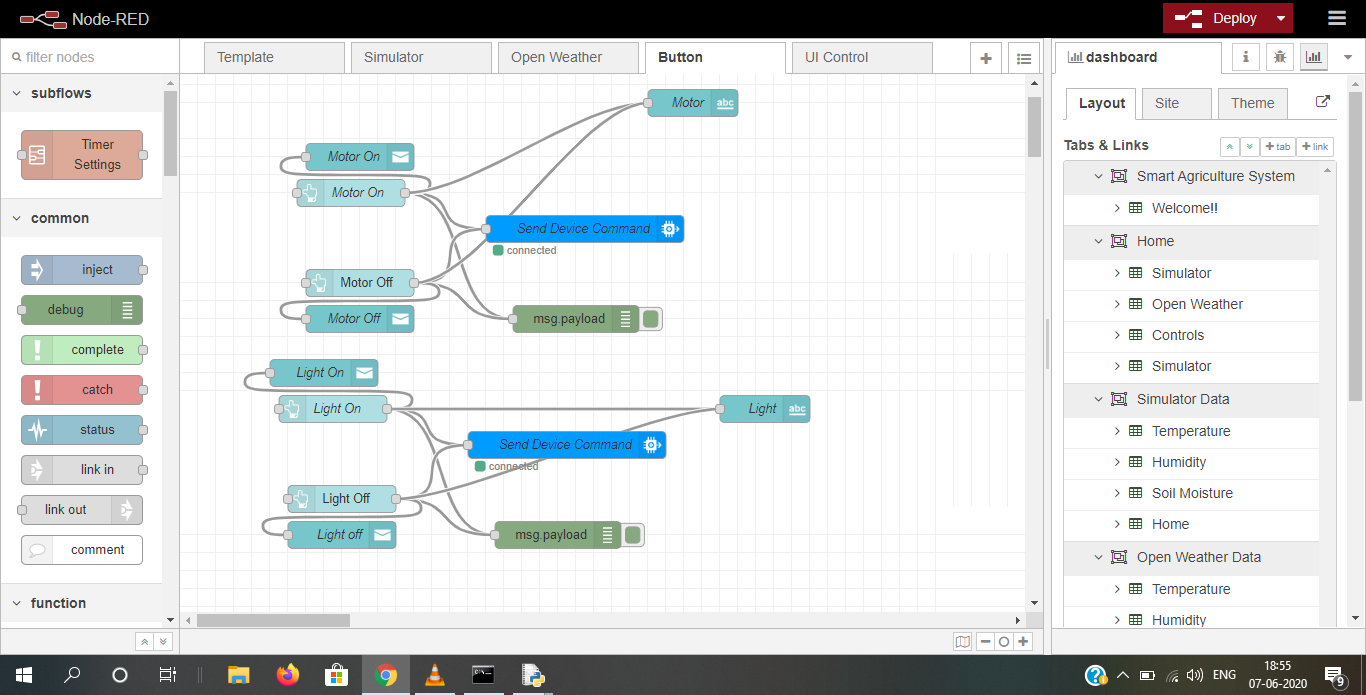 Node-RED
Deploy
filter nodes
Template
Simulator
Open Weather
Button
UI Control
dashboard
i
subflows
Timer
Settings
common
inject
debug
complete
catch
status
link in
link out
comment
function
Motor abc
Motor On
Motor On
Send Device Command
connected
Motor Off
Motor Off
msg.payload
Light On
Light On
Light abc
Send Device Command
connected
Light Off
Light off
msg.payload
Layout
Site
Theme
Tabs & Links
+ tab
+ link
Smart Agriculture System
Welcome!!
Home
Simulator
Open Weather
Controls
Simulator
Simulator Data
Temperature
Humidity
Soil Moisture
Home
Open Weather Data
Temperature
Humidity
ENG
18:55
07-06-2020
9